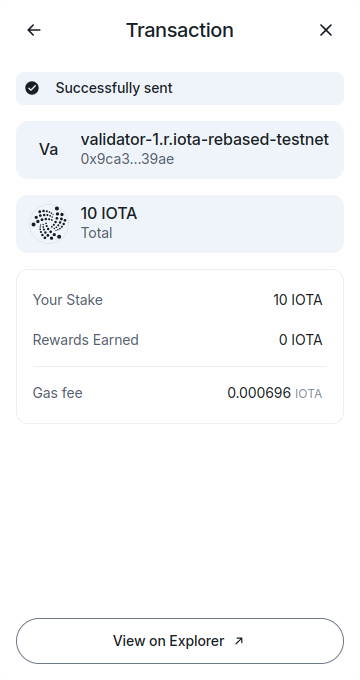 Transaction
Successfully sent
Va
validator-1.r.iota-rebased-testnet
0x9ca3...39ae
10 IOTA
Total
Your Stake 10 IOTA
Rewards Earned 0 IOTA
Gas fee 0.000696 IOTA
View on Explorer